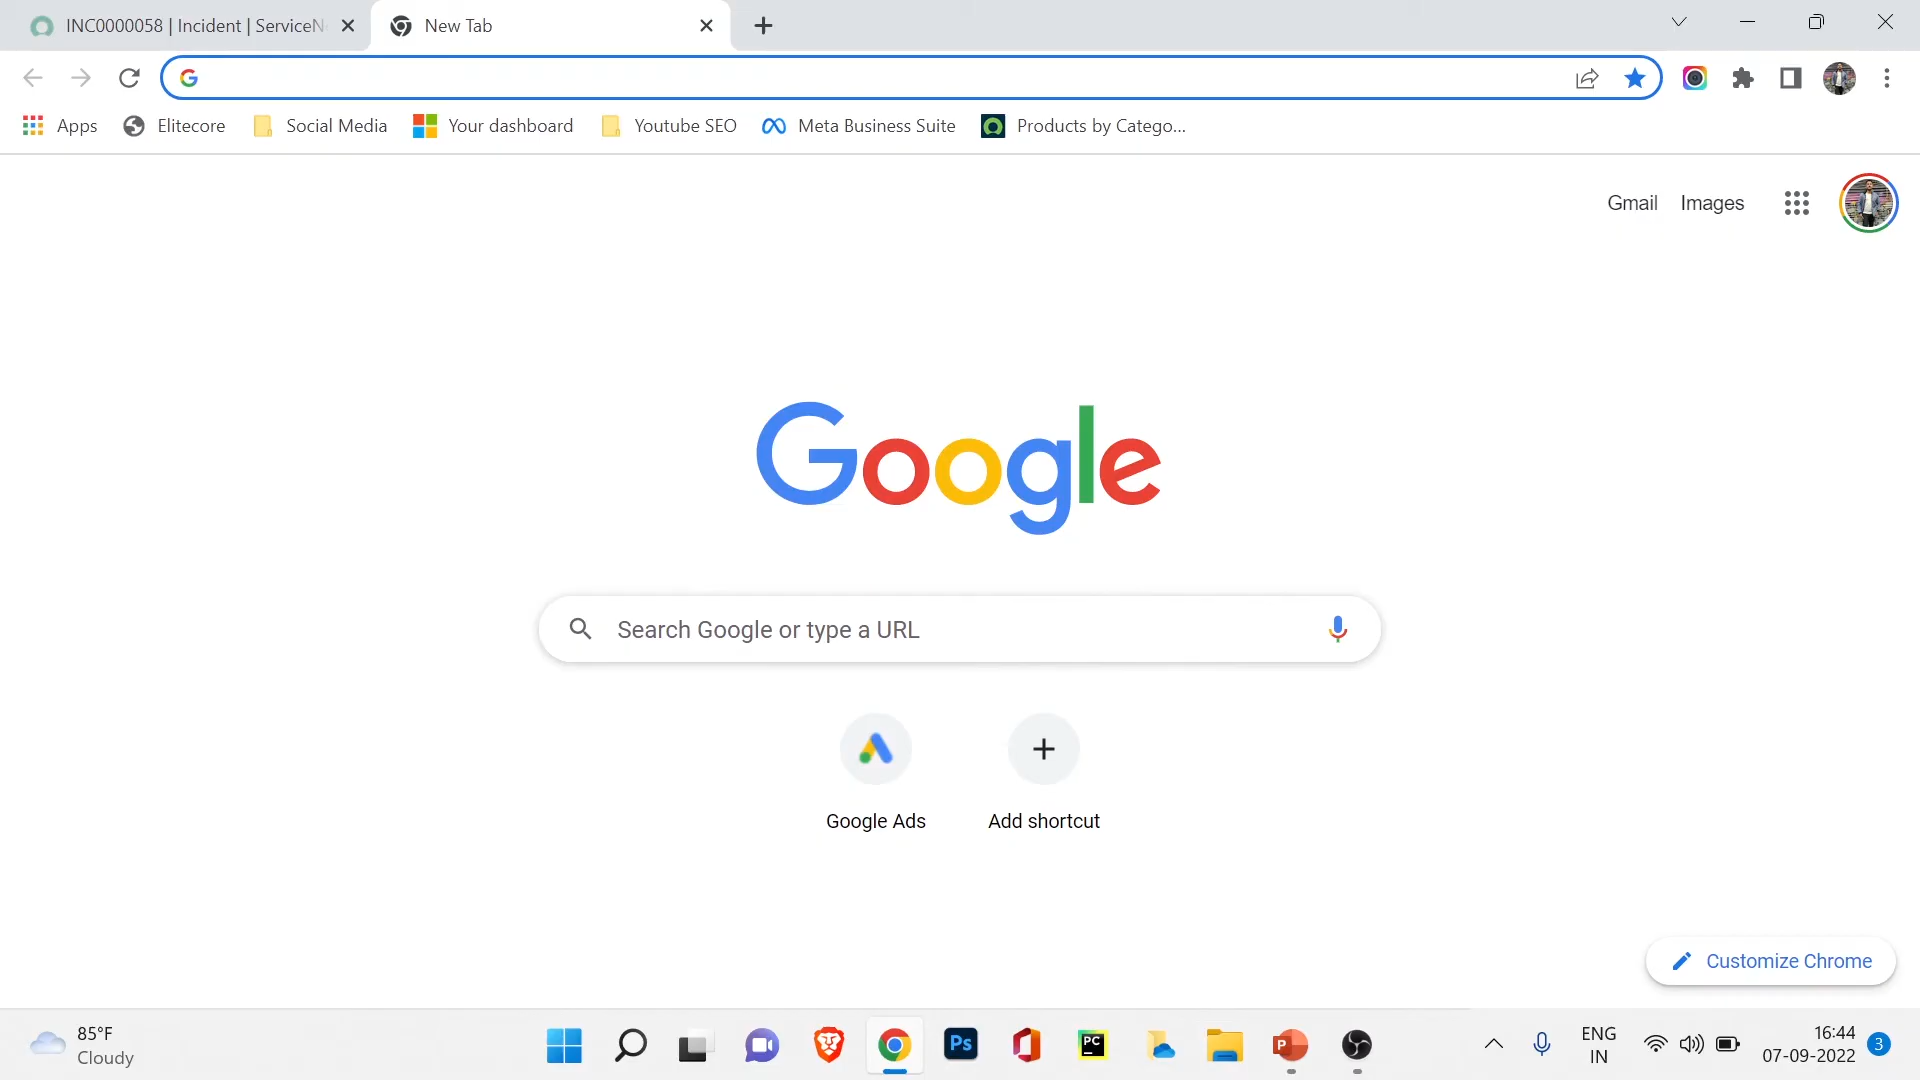 INC0000058 | Incident | ServiceN
New Tab
Apps
Elitecore
Social Media
Your dashboard
Youtube SEO
Meta Business Suite
Products by Catego...
Gmail
Images
Google
Search Google or type a URL
Google Ads
Add shortcut
Customize Chrome
85°F
Cloudy
Ps
PC
P
ENG
IN
16:44
07-09-2022
3